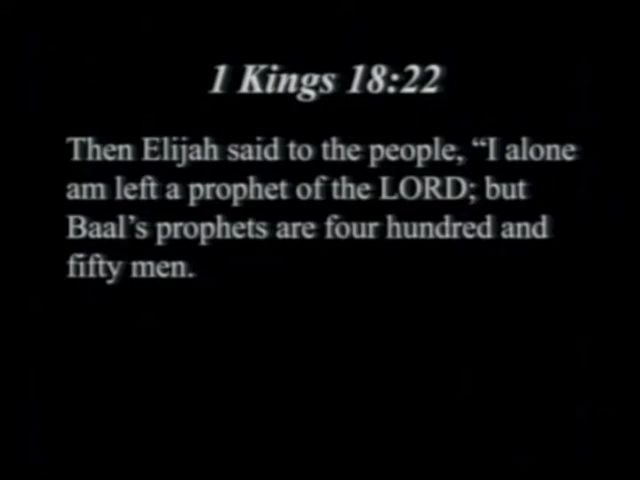 1 Kings 18:22
Then Elijah said to the people, “I alone
am left a prophet of the LORD; but
Baal’s prophets are four hundred and
fifty men.